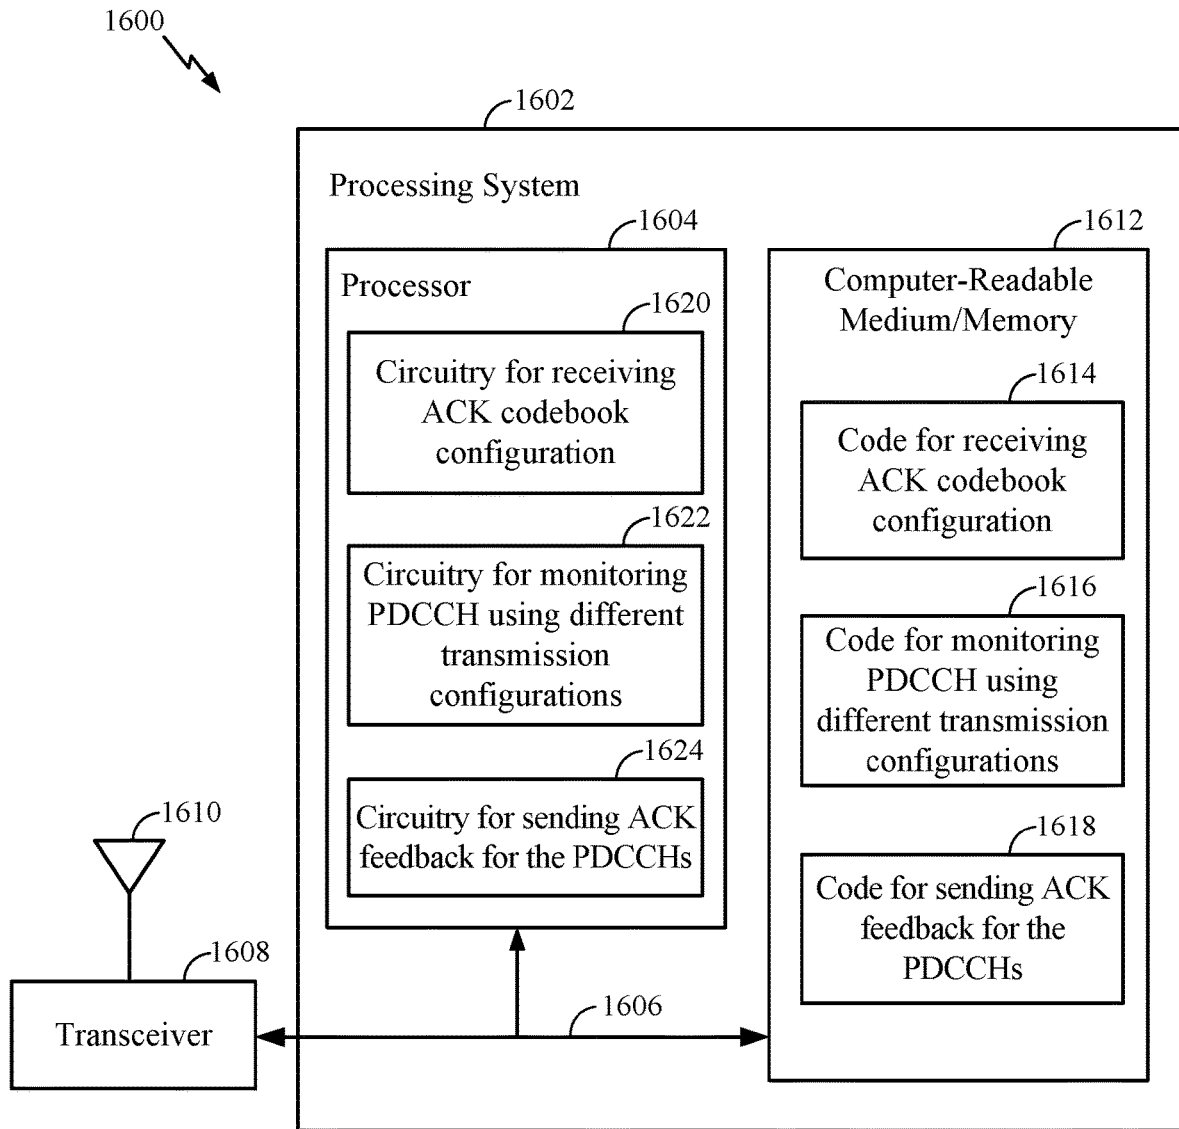 1600
1602
Processing System
1604
Processor
1620
Circuitry for receiving
ACK codebook
configuration
1622
Circuitry for monitoring
PDCCH using different
transmission
configurations
1624
Circuitry for sending ACK
feedback for the PDCCHs
1612
Computer-Readable
Medium/Memory
1614
Code for receiving
ACK codebook
configuration
1616
Code for monitoring
PDCCH using
different transmission
configurations
1618
Code for sending ACK
feedback for the
PDCCHs
1610
1608
Transceiver
1606